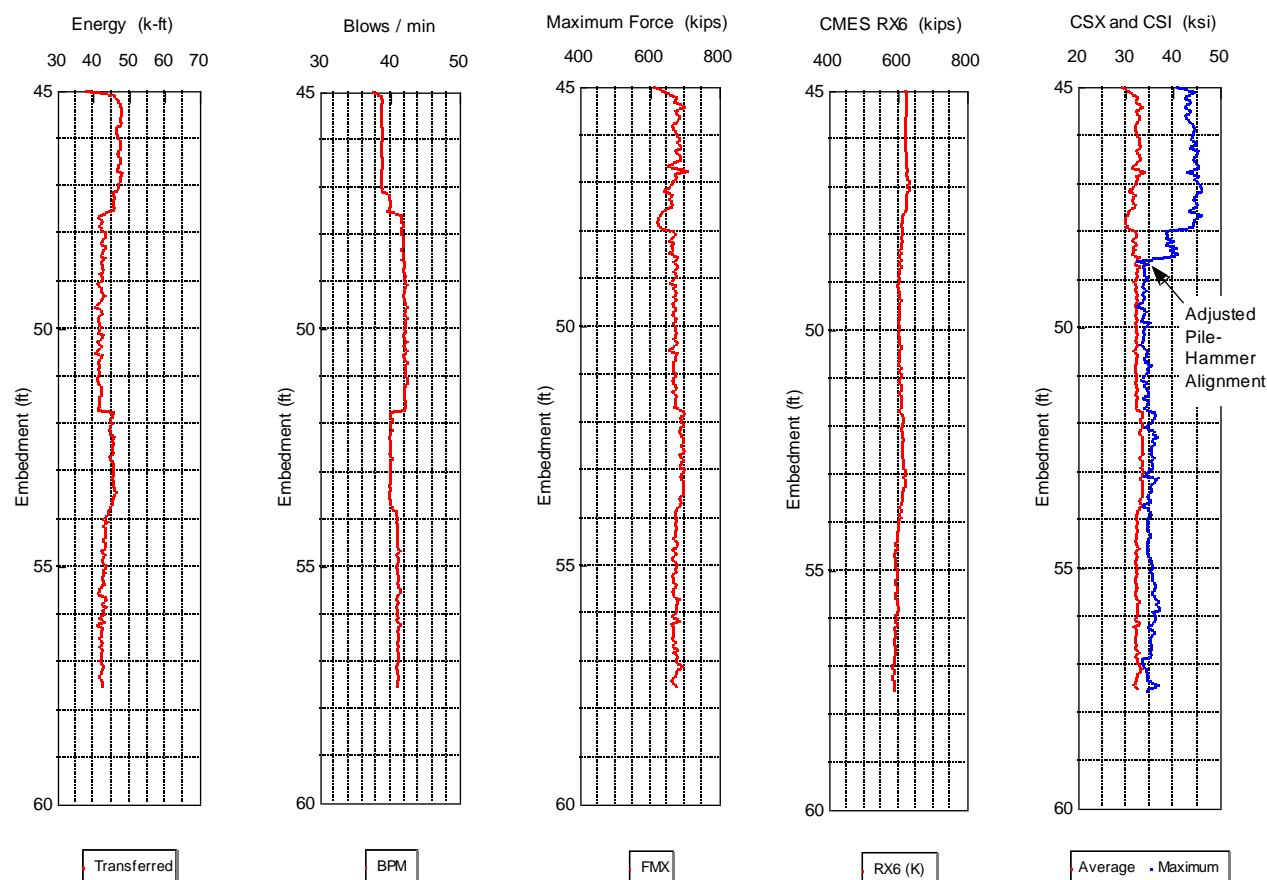 Energy (k-ft)
30 40 50 60 70
45
50
55
60
Embedment (ft)
Transferred
Blows / min
30 40 50
45
50
55
60
Embedment (ft)
BPM
Maximum Force (kips)
400 600 800
45
50
55
60
Embedment (ft)
FMX
CMES RX6 (kips)
400 600 800
45
50
55
60
Embedment (ft)
RX6 (K)
CSX and CSI (ksi)
20 30 40 50
45
50
55
60
Embedment (ft)
Adjusted
Pile-
Hammer
Alignment
Average Maximum